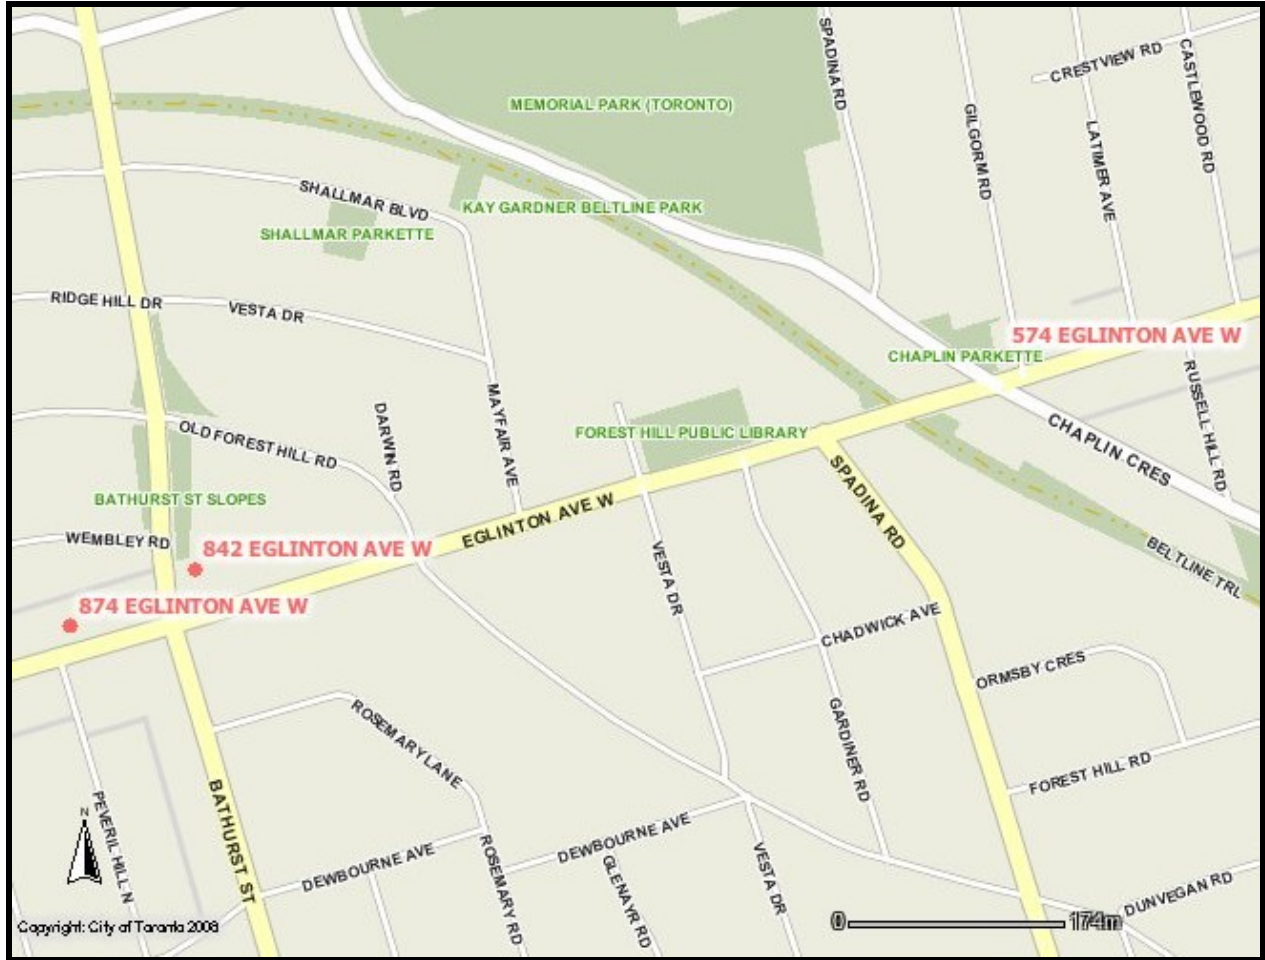 SPADINA RD
CRESTVIEW RD
CASTLEWOOD RD
MEMORIAL PARK (TORONTO)
GILGORM RD
LATIMER AVE
SHALLMAR BLVD
KAY GARDNER BELTLINE PARK
SHALLMAR PARKETTE
RIDGE HILL DR
VESTA DR
574 EGLINTON AVE W
CHAPLIN PARKETTE
MAYFAIR AVE
RUSSELL HILL RD
DARWIN RD
OLD FOREST HILL RD
FOREST HILL PUBLIC LIBRARY
CHAPLIN CRES
SPADINA RD
BATHURST ST SLOPES
EGLINTON AVE W
WEMBLEY RD
842 EGLINTON AVE W
VESTA DR
BELTLINE TRL
874 EGLINTON AVE W
CHADWICK AVE
ORMSBY CRES
ROSEMARY LANE
GARDINER RD
FOREST HILL RD
BATHURST ST
N
PEVERIL HILL N
DEWBOURNE AVE
DEWBOURNE AVE
ROSEMARY RD
GLENAYR RD
VESTA DR
DUNVEGAN RD
Copyright: City of Toronto 2008
0 174m